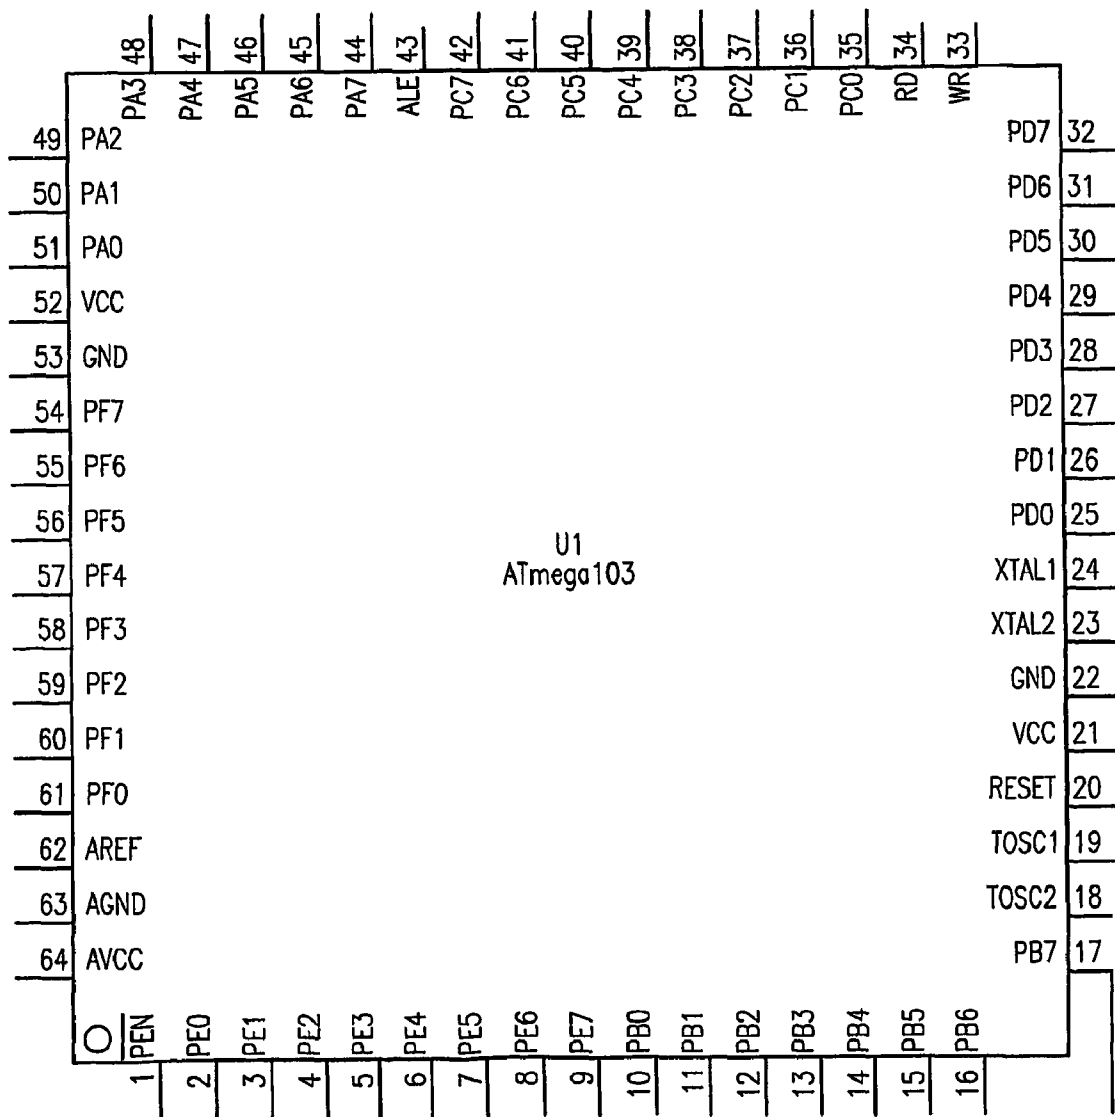 48 47 46 45 44 43 42 41 40 39 38 37 36 35 34 33
PA3 PA4 PA5 PA6 PA7 ALE PC7 PC6 PC5 PC4 PC3 PC2 PC1 PC0 RD WR
49 PA2
50 PA1
51 PA0
52 VCC
53 GND
54 PF7
55 PF6
56 PF5
57 PF4
58 PF3
59 PF2
60 PF1
61 PF0
62 AREF
63 AGND
64 AVCC
U1
ATmega103
PD7 32
PD6 31
PD5 30
PD4 29
PD3 28
PD2 27
PD1 26
PD0 25
XTAL1 24
XTAL2 23
GND 22
VCC 21
RESET 20
TOSC1 19
TOSC2 18
PB7 17
PEN PE0 PE1 PE2 PE3 PE4 PE5 PE6 PE7 PB0 PB1 PB2 PB3 PB4 PB5 PB6
1 2 3 4 5 6 7 8 9 10 11 12 13 14 15 16